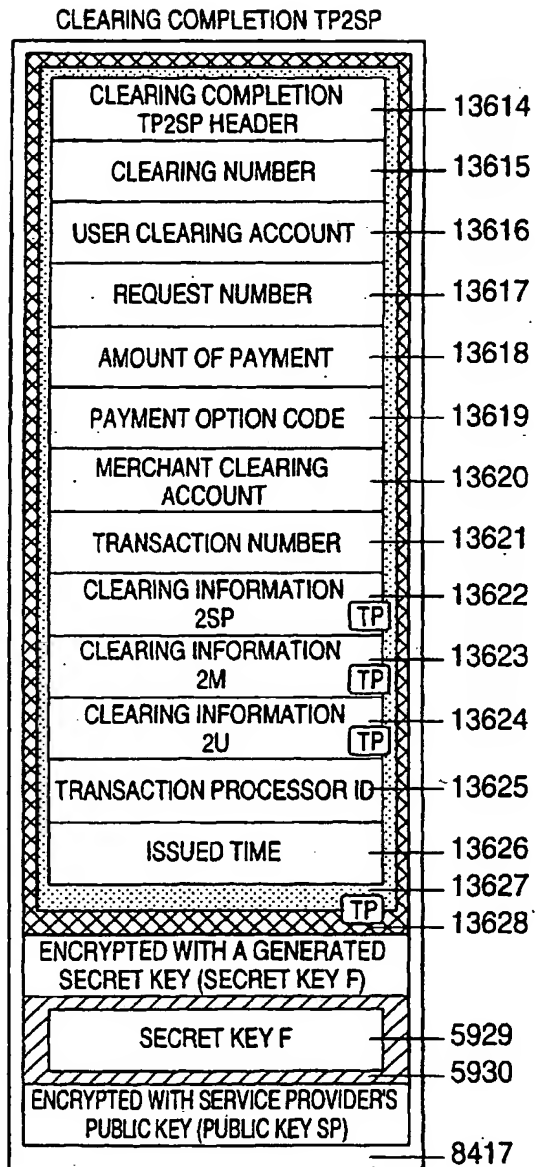 CLEARING COMPLETION TP2SP
CLEARING COMPLETION
TP2SP HEADER
13614
CLEARING NUMBER
13615
USER CLEARING ACCOUNT
13616
REQUEST NUMBER
13617
AMOUNT OF PAYMENT
13618
PAYMENT OPTION CODE
13619
MERCHANT CLEARING
ACCOUNT
13620
TRANSACTION NUMBER
13621
CLEARING INFORMATION
2SP
TP
13622
CLEARING INFORMATION
2M
TP
13623
CLEARING INFORMATION
2U
TP
13624
TRANSACTION PROCESSOR ID
13625
ISSUED TIME
13626
13627
TP
13628
ENCRYPTED WITH A GENERATED
SECRET KEY (SECRET KEY F)
SECRET KEY F
5929
5930
ENCRYPTED WITH SERVICE PROVIDER'S
PUBLIC KEY (PUBLIC KEY SP)
8417